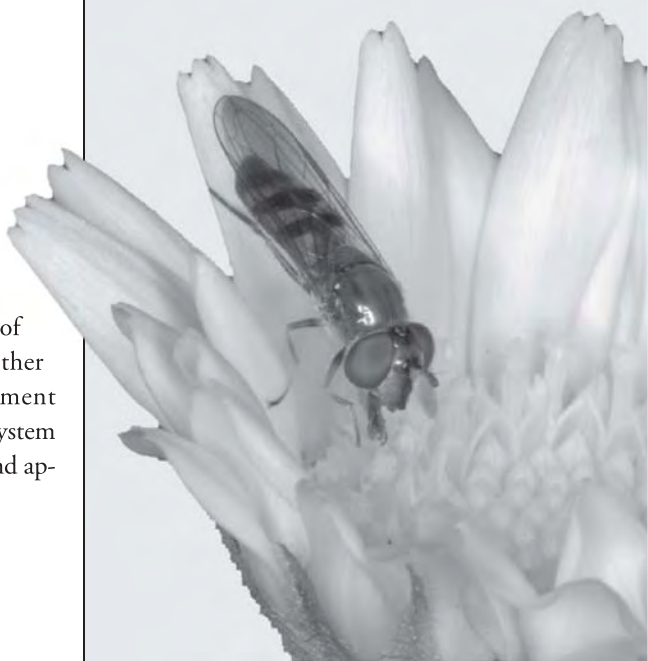 of
ther
ment
ystem
nd ap-